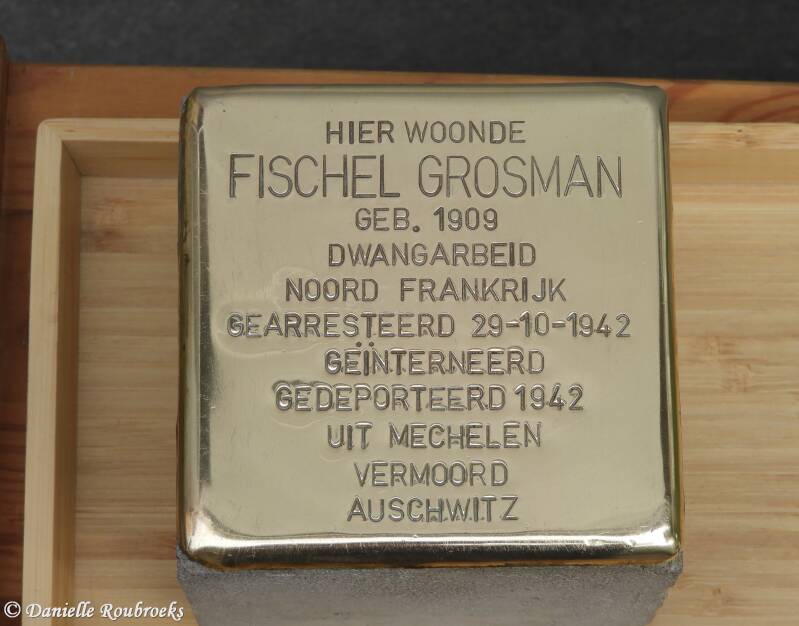 HIER WOONDE
FISCHEL GROSMAN
GEB. 1909
DWANGARBEID
NOORD FRANKRIJK
GEARRESTEERD 29-10-1942
GEÏNTERNEERD
GEDEPORTEERD 1942
UIT MECHELEN
VERMOORD
AUSCHWITZ
© Danielle Roubroeks